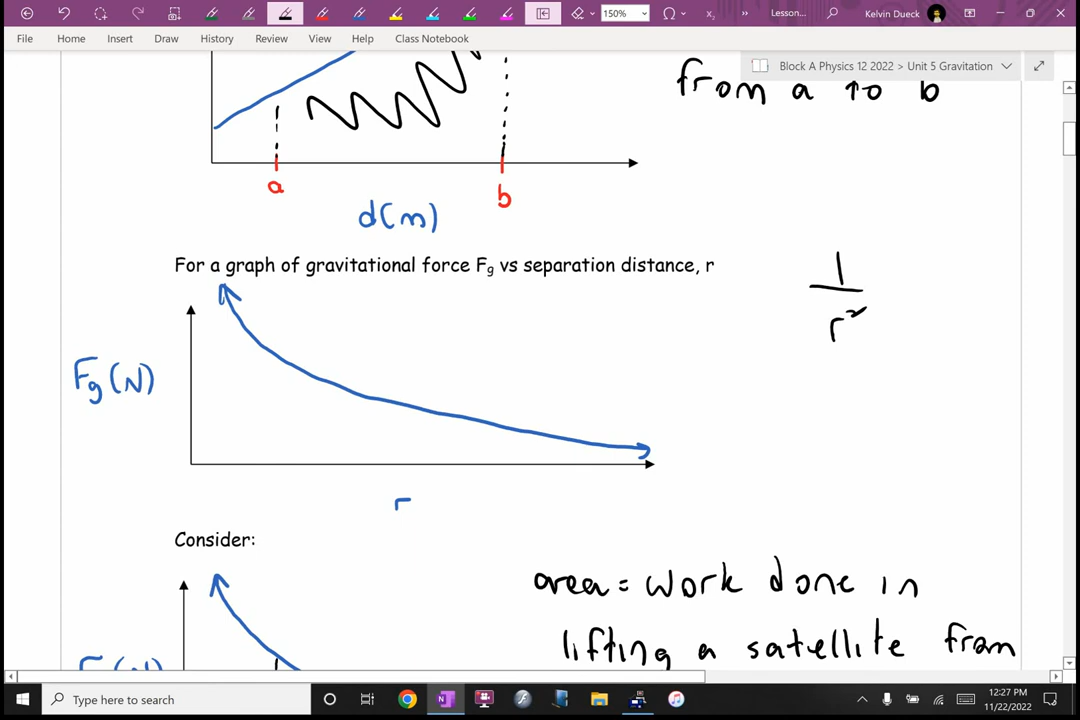 150%
Lesson...
Kelvin Dueck
File Home Insert Draw History Review View Help Class Notebook
Block A Physics 12 2022 > Unit 5 Gravitation
from a to b
a
b
d(m)
For a graph of gravitational force Fg vs separation distance, r
1
r²
Fg (N)
r
Consider:
area = work done in
lifting a satellite from
Type here to search
12:27 PM
11/22/2022